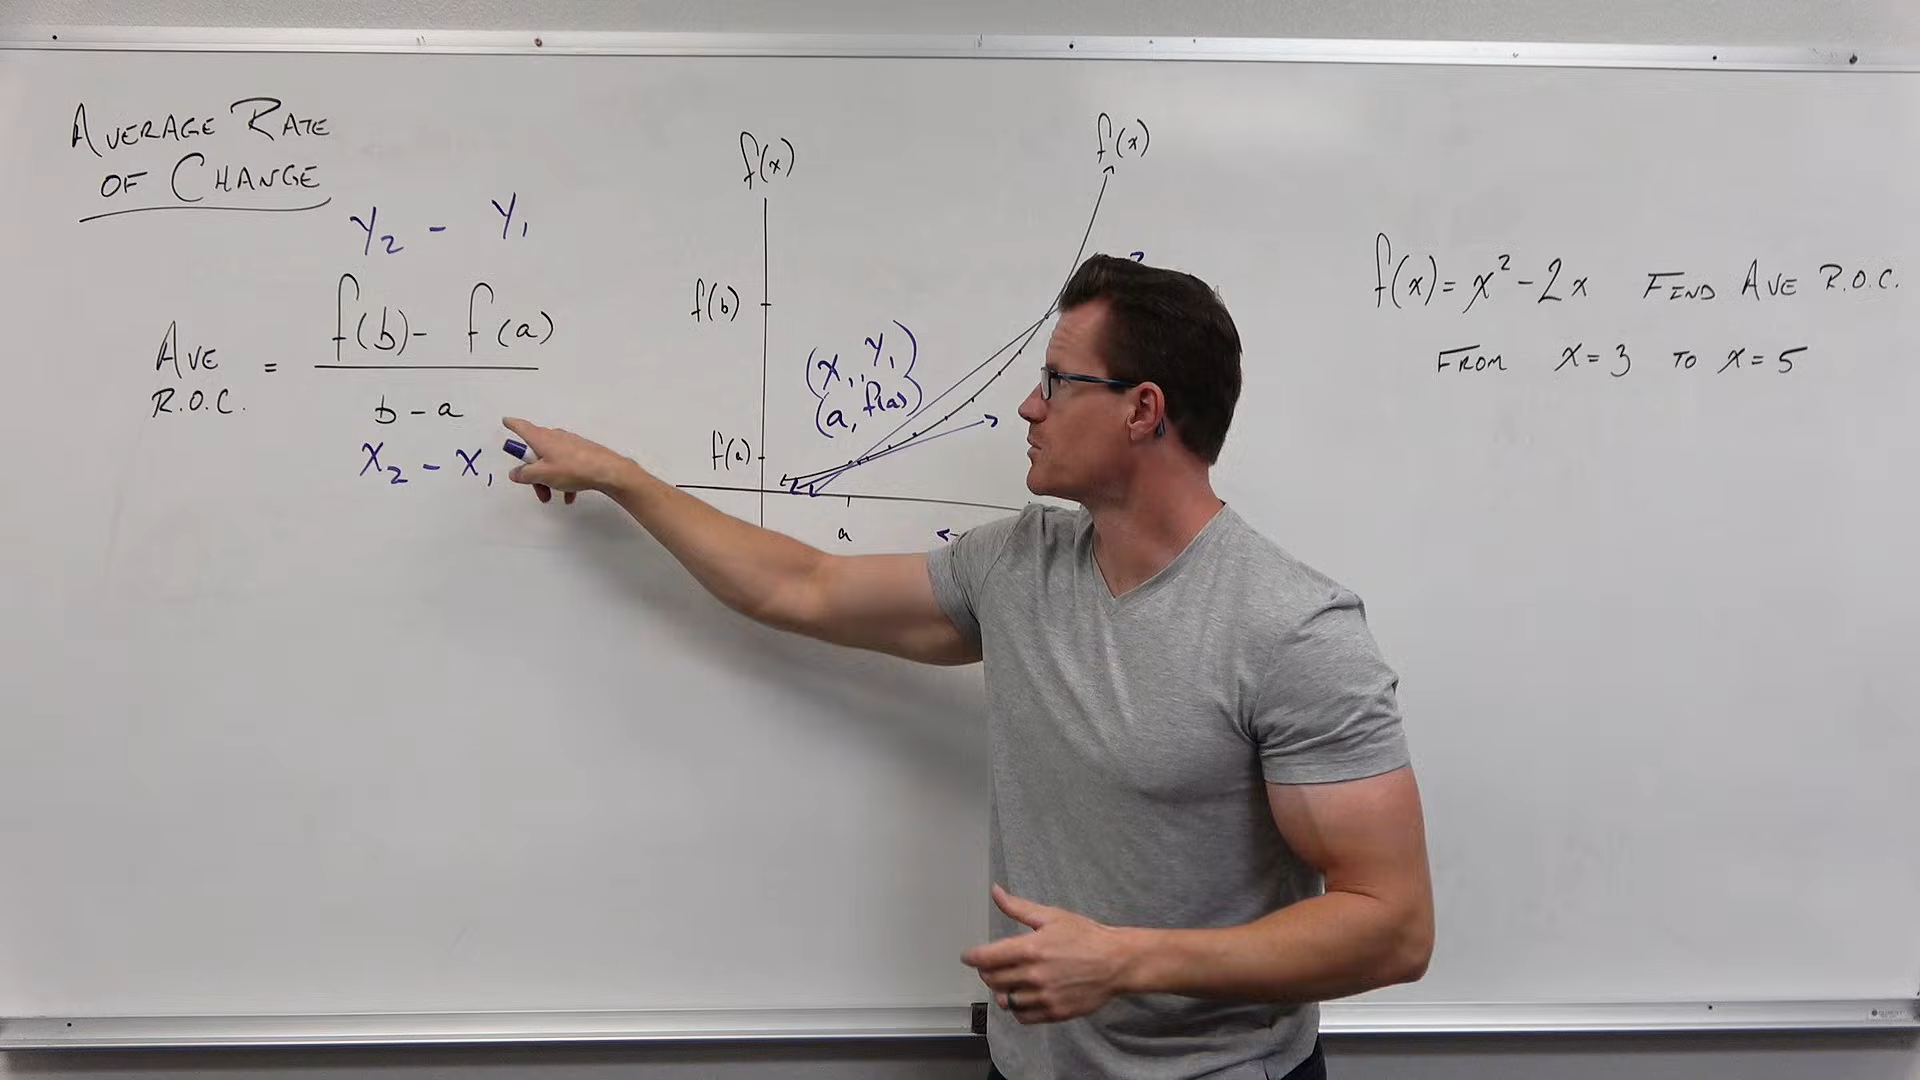 AVERAGE RATE
OF CHANGE
Y2 - Y1
f(b) - f(a)
AVE
R.O.C. =
b - a
X2 - X1
f(x)
f(x)
f(b)
(X1, Y1)
(a, f(a))
f(a)
a
f(x) = x² - 2x FIND AVE R.O.C.
FROM X = 3 TO X = 5